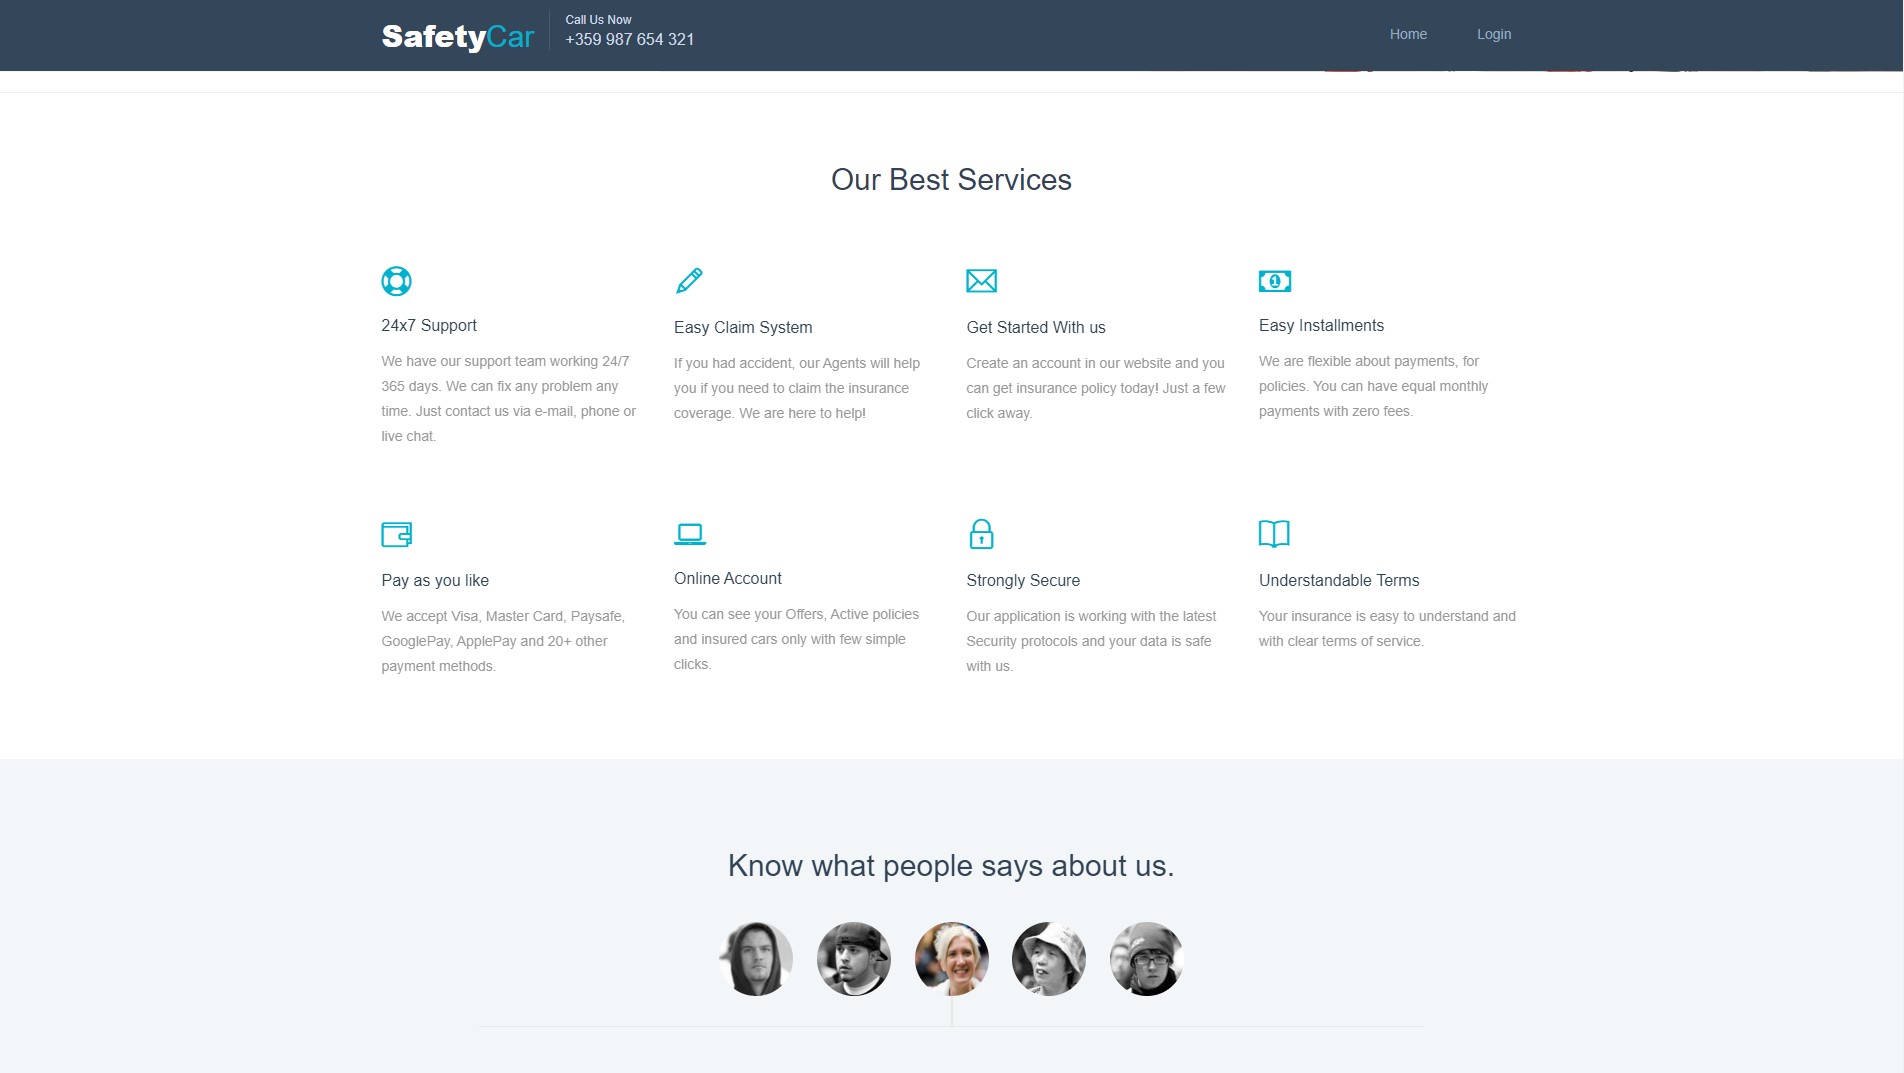 SafetyCar
Call Us Now
+359 987 654 321
Home
Login
Our Best Services
24x7 Support
We have our support team working 24/7
365 days. We can fix any problem any
time. Just contact us via e-mail, phone or
live chat.
Easy Claim System
If you had accident, our Agents will help
you if you need to claim the insurance
coverage. We are here to help!
Get Started With us
Create an account in our website and you
can get insurance policy today! Just a few
click away.
1
Easy Installments
We are flexible about payments, for
policies. You can have equal monthly
payments with zero fees.
Pay as you like
We accept Visa, Master Card, Paysafe,
GooglePay, ApplePay and 20+ other
payment methods.
Online Account
You can see your Offers, Active policies
and insured cars only with few simple
clicks.
Strongly Secure
Our application is working with the latest
Security protocols and your data is safe
with us.
Understandable Terms
Your insurance is easy to understand and
with clear terms of service.
Know what people says about us.